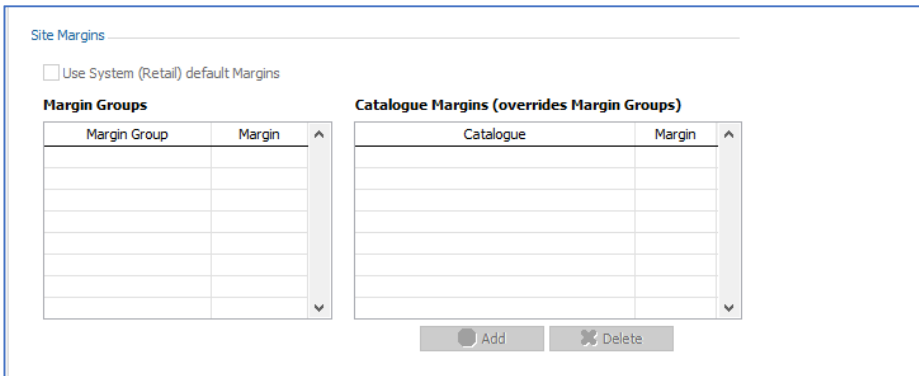 Site Margins
Use System (Retail) default Margins
Margin Groups
Catalogue Margins (overrides Margin Groups)
Margin Group Margin
Catalogue Margin
Add Delete